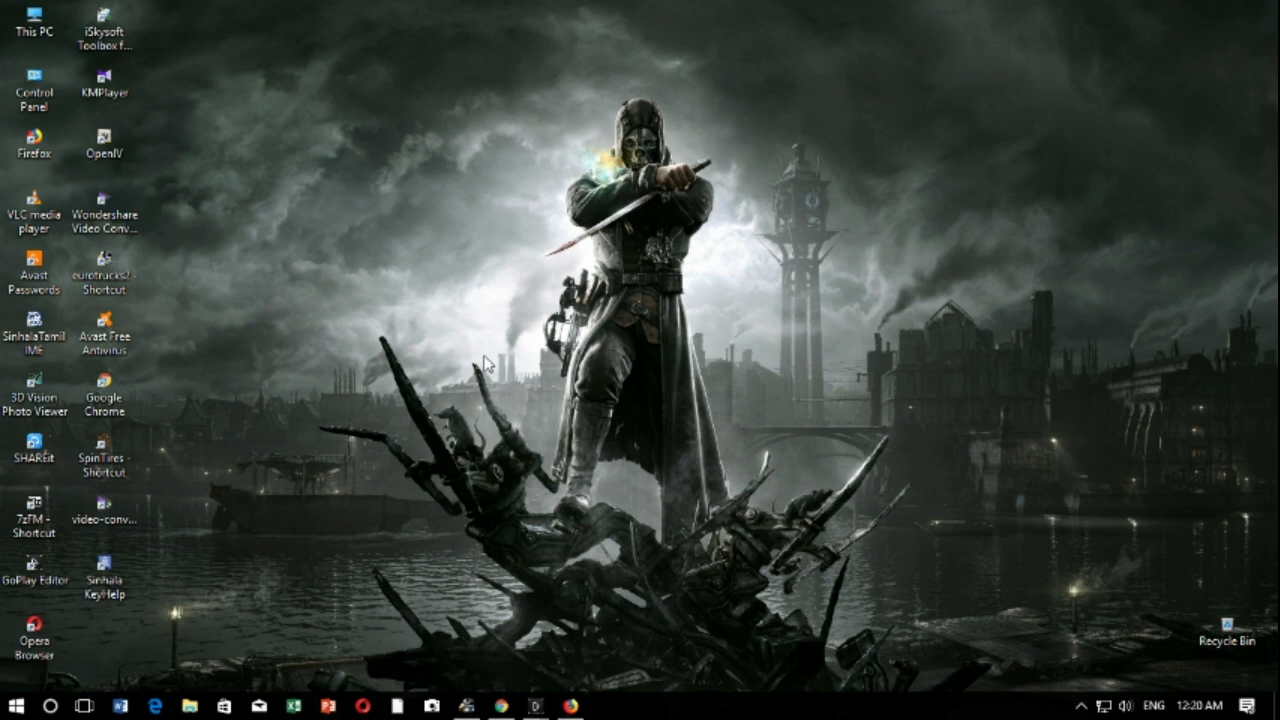 This PC
iSkysoft
Toolbox f...
Control
Panel
KMPlayer
Firefox
OpenIV
VLC media
player
Wondershare
Video Conv...
Avast
Passwords
eurotrucks2 -
Shortcut
SinhalaTamil
IME
Avast Free
Antivirus
3D Vision
Photo Viewer
Google
Chrome
SHAREit
SpinTires -
Shortcut
7zFM -
Shortcut
video-conv...
GoPlay Editor
Sinhala
KeyHelp
Opera
Browser
Recycle Bin
ENG
12:20 AM